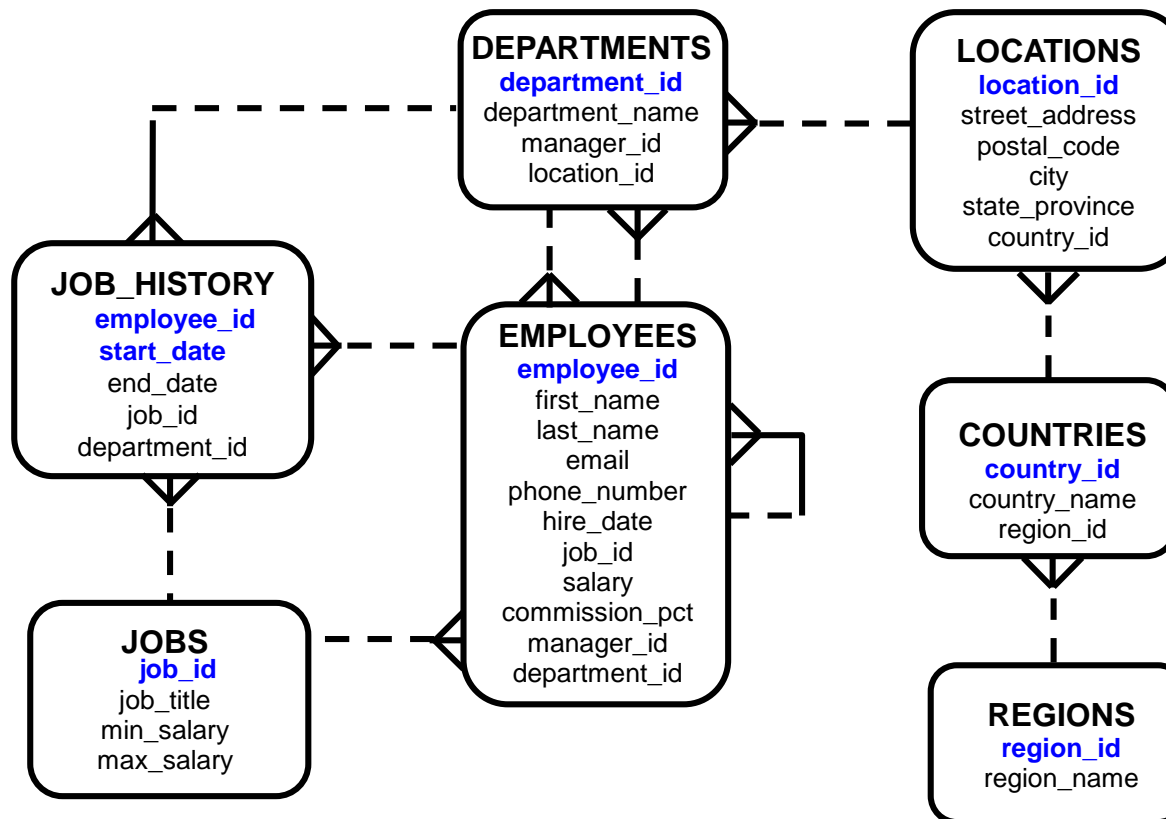 DEPARTMENTS
department_id
department_name
manager_id
location_id
LOCATIONS
location_id
street_address
postal_code
city
state_province
country_id
JOB_HISTORY
employee_id
start_date
end_date
job_id
department_id
EMPLOYEES
employee_id
first_name
last_name
email
phone_number
hire_date
job_id
salary
commission_pct
manager_id
department_id
COUNTRIES
country_id
country_name
region_id
JOBS
job_id
job_title
min_salary
max_salary
REGIONS
region_id
region_name